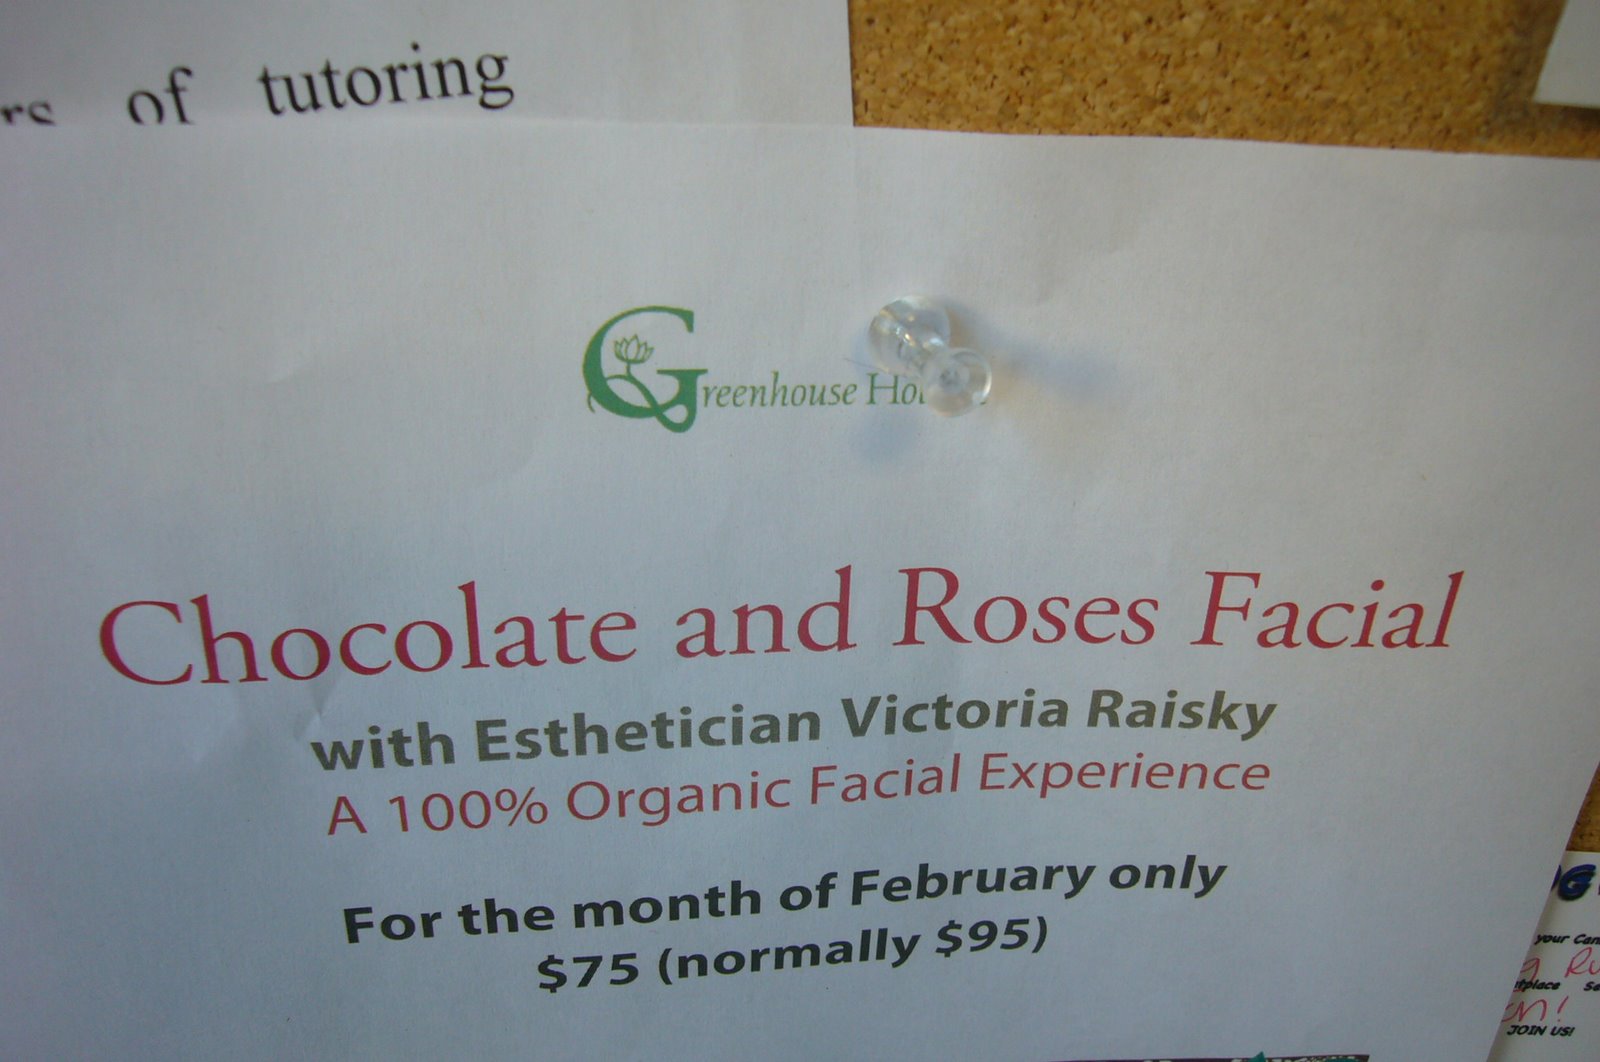 of tutoring
Greenhouse
Chocolate and Roses Facial
with Esthetician Victoria Raisky
A 100% Organic Facial Experience
For the month of February only
$75 (normally $95)
your
JOIN US!